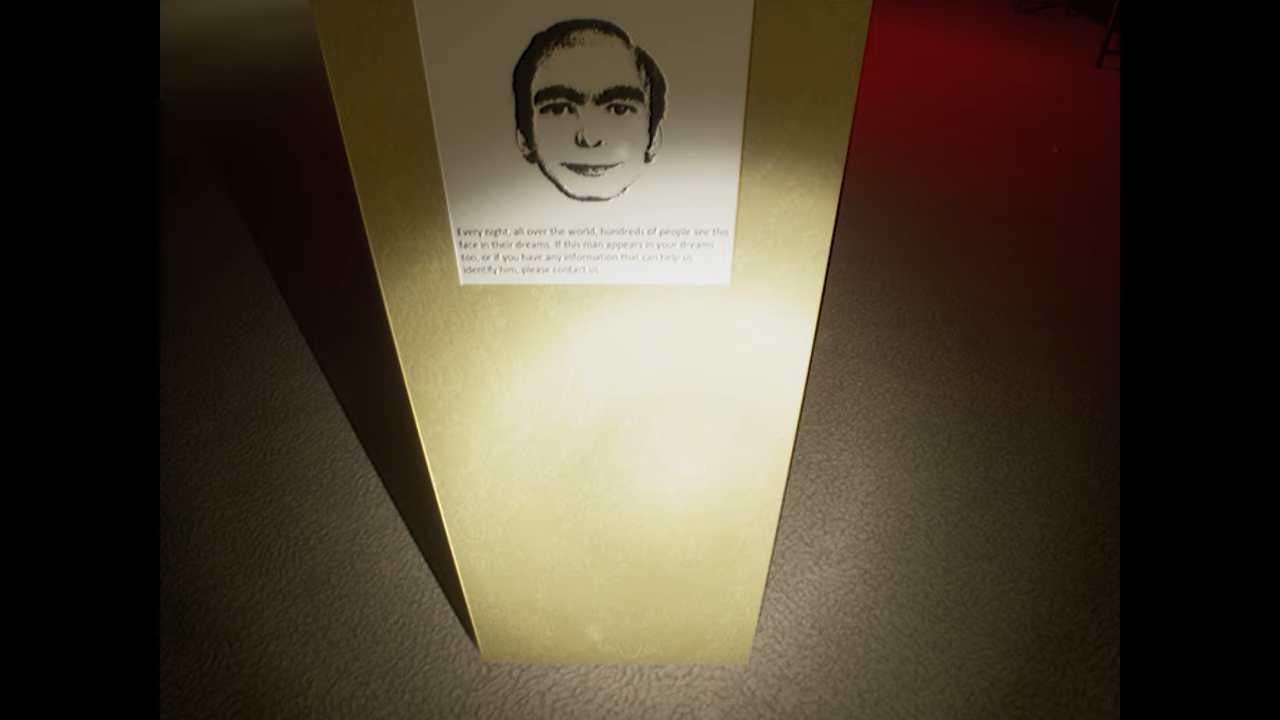 Every night, all over the world, hundreds of people see this
face in their dreams. If this man appears in your dreams
too, or if you have any information that can help us
identify him, please contact us